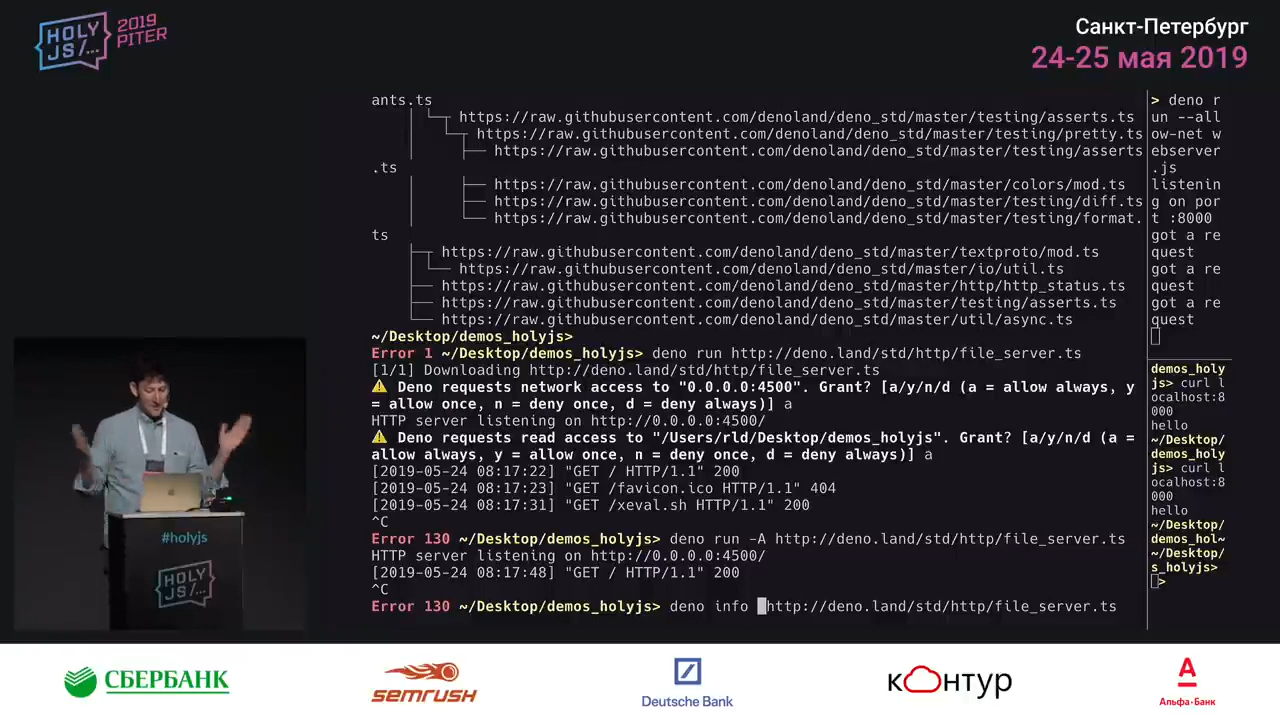 HOLY
JS/...
2019
PITER
Санкт-Петербург
24-25 мая 2019
ants.ts
https://raw.githubusercontent.com/denoland/deno_std/master/testing/asserts.ts
https://raw.githubusercontent.com/denoland/deno_std/master/testing/pretty.ts
https://raw.githubusercontent.com/denoland/deno_std/master/testing/asserts
.ts
https://raw.githubusercontent.com/denoland/deno_std/master/colors/mod.ts
https://raw.githubusercontent.com/denoland/deno_std/master/testing/diff.ts
https://raw.githubusercontent.com/denoland/deno_std/master/testing/format.
ts
https://raw.githubusercontent.com/denoland/deno_std/master/textproto/mod.ts
https://raw.githubusercontent.com/denoland/deno_std/master/io/util.ts
https://raw.githubusercontent.com/denoland/deno_std/master/http/http_status.ts
https://raw.githubusercontent.com/denoland/deno_std/master/testing/asserts.ts
https://raw.githubusercontent.com/denoland/deno_std/master/util/async.ts
~/Desktop/demos_holyjs>
Error 1 ~/Desktop/demos_holyjs> deno run http://deno.land/std/http/file_server.ts
[1/1] Downloading http://deno.land/std/http/file_server.ts
⚠️ Deno requests network access to "0.0.0.0:4500". Grant? [a/y/n/d (a = allow always, y
= allow once, n = deny once, d = deny always)] a
HTTP server listening on http://0.0.0.0:4500/
⚠️ Deno requests read access to "/Users/rld/Desktop/demos_holyjs". Grant? [a/y/n/d (a =
allow always, y = allow once, n = deny once, d = deny always)] a
[2019-05-24 08:17:22] "GET / HTTP/1.1" 200
[2019-05-24 08:17:23] "GET /favicon.ico HTTP/1.1" 404
[2019-05-24 08:17:31] "GET /xeval.sh HTTP/1.1" 200
^C
Error 130 ~/Desktop/demos_holyjs> deno run -A http://deno.land/std/http/file_server.ts
HTTP server listening on http://0.0.0.0:4500/
[2019-05-24 08:17:48] "GET / HTTP/1.1" 200
^C
Error 130 ~/Desktop/demos_holyjs> deno info http://deno.land/std/http/file_server.ts
> deno r
un --all
ow-net w
ebserver
.js
listenin
g on por
t :8000
got a re
quest
got a re
quest
got a re
quest
demos_holy
js> curl l
ocalhost:8
000
hello
~/Desktop/
demos_holy
js> curl l
ocalhost:8
000
hello
~/Desktop/
demos_hol~
~/Desktop/
s_holyjs>
>
#holyjs
HOLY
JS/...
СБЕРБАНК
SEMRUSH
Deutsche Bank
кОнтур
А
Альфа·Банк